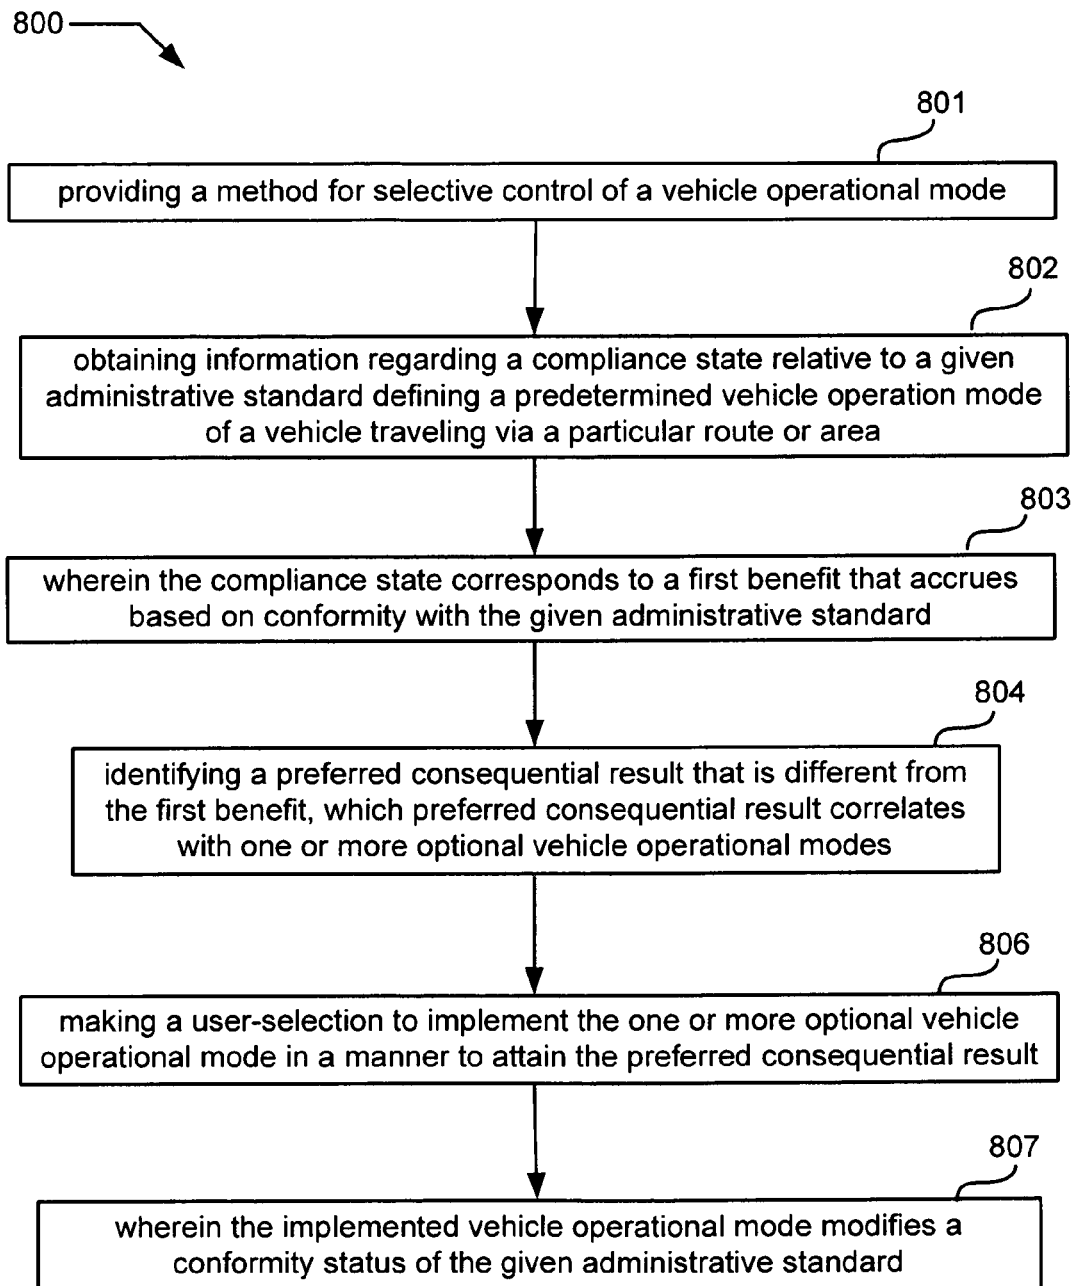 800
801
providing a method for selective control of a vehicle operational mode
802
obtaining information regarding a compliance state relative to a given
administrative standard defining a predetermined vehicle operation mode
of a vehicle traveling via a particular route or area
803
wherein the compliance state corresponds to a first benefit that accrues
based on conformity with the given administrative standard
804
identifying a preferred consequential result that is different from
the first benefit, which preferred consequential result correlates
with one or more optional vehicle operational modes
806
making a user-selection to implement the one or more optional vehicle
operational mode in a manner to attain the preferred consequential result
807
wherein the implemented vehicle operational mode modifies a
conformity status of the given administrative standard